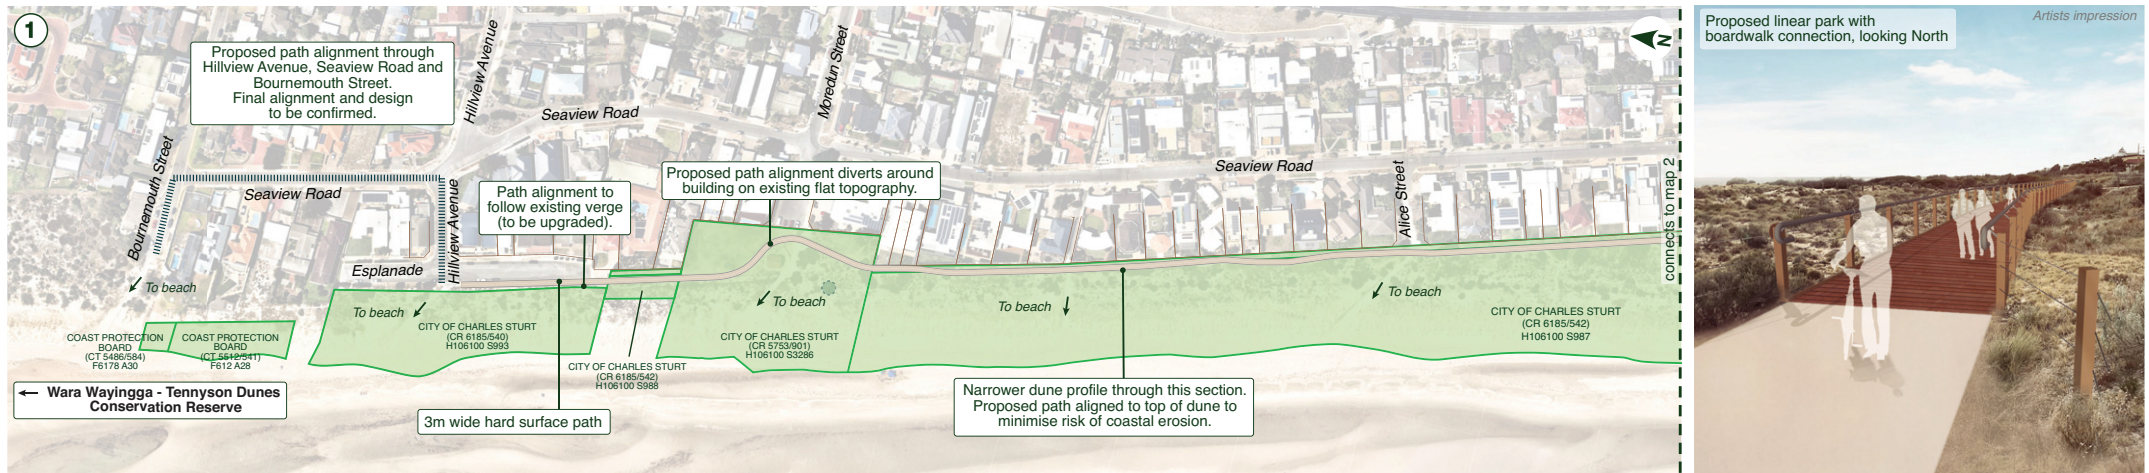 1
Proposed path alignment through
Hillview Avenue, Seaview Road and
Bournemouth Street.
Final alignment and design
to be confirmed.
Hillview Avenue
Seaview Road
Moredun Street
N
Bournemouth Street
Seaview Road
Hillview Avenue
Path alignment to
follow existing verge
(to be upgraded).
Proposed path alignment diverts around
building on existing flat topography.
Seaview Road
Alice Street
connects to map 2
Esplanade
To beach
To beach
To beach
To beach
To beach
COAST PROTECTION
BOARD
(CT 5486/584)
F6178 A30
COAST PROTECTION
BOARD
(CT 5512/541)
F612 A28
CITY OF CHARLES STURT
(CR 6185/540)
H106100 S993
CITY OF CHARLES STURT
(CR 6185/542)
H106100 S988
CITY OF CHARLES STURT
(CR 5753/901)
H106100 S3286
CITY OF CHARLES STURT
(CR 6185/542)
H106100 S987
Wara Wayingga - Tennyson Dunes
Conservation Reserve
3m wide hard surface path
Narrower dune profile through this section.
Proposed path aligned to top of dune to
minimise risk of coastal erosion.
Proposed linear park with
boardwalk connection, looking North
Artists impression